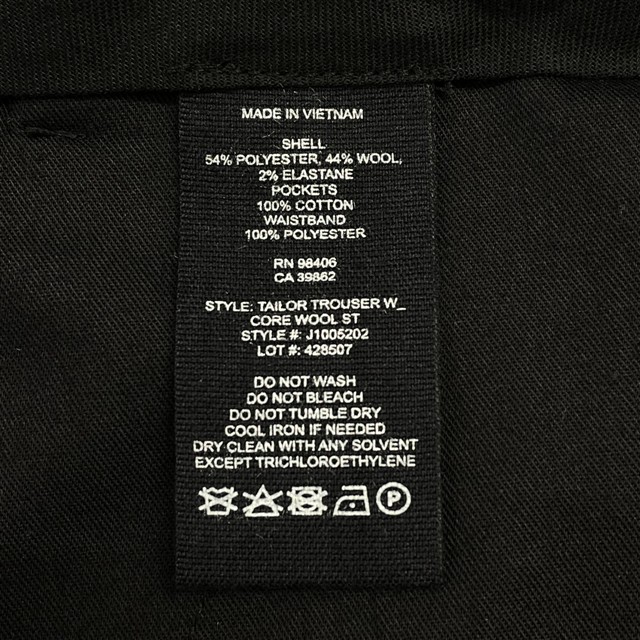 MADE IN VIETNAM
SHELL
54% POLYESTER, 44% WOOL,
2% ELASTANE
POCKETS
100% COTTON
WAISTBAND
100% POLYESTER
RN 98406
CA 39862
STYLE: TAILOR TROUSER W_
CORE WOOL ST
STYLE #: J1005202
LOT #: 428507
DO NOT WASH
DO NOT BLEACH
DO NOT TUMBLE DRY
COOL IRON IF NEEDED
DRY CLEAN WITH ANY SOLVENT
EXCEPT TRICHLOROETHYLENE
P